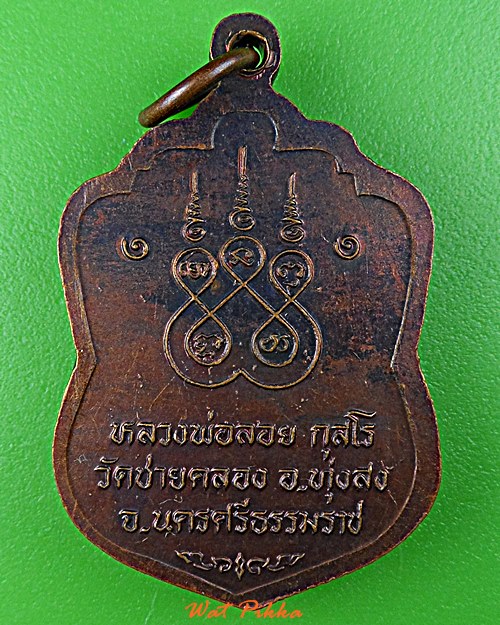 หลวงพ่อลอย กุสโร
วัดชายคลอง อ.ทุ่งสง
จ.นครศรีธรรมราช
Wat Pikka